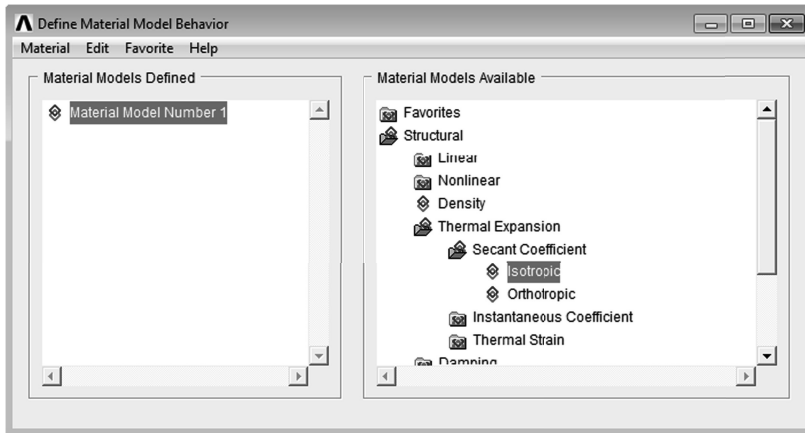 Define Material Model Behavior
Material Edit Favorite Help
Material Models Defined
Material Model Number 1
Material Models Available
Favorites
Structural
Linear
Nonlinear
Density
Thermal Expansion
Secant Coefficient
Isotropic
Orthotropic
Instantaneous Coefficient
Thermal Strain
Damping